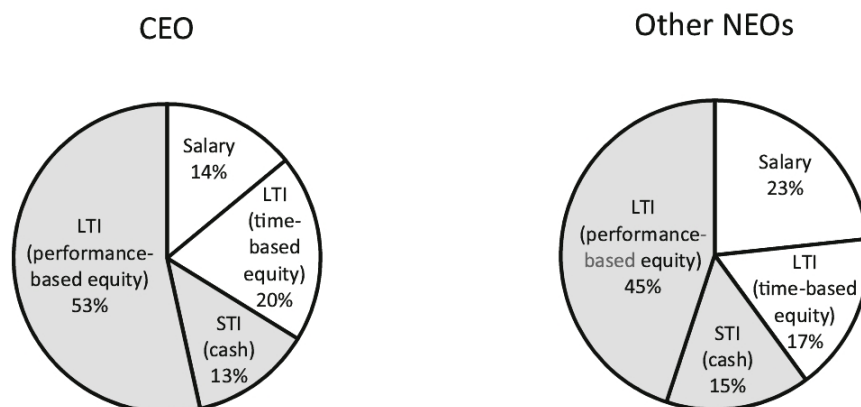 CEO
Salary
14%
LTI
(time-
based
equity)
20%
STI
(cash)
13%
LTI
(performance-
based equity)
53%
Other NEOs
Salary
23%
LTI
(time-based
equity)
17%
STI
(cash)
15%
LTI
(performance-
based equity)
45%